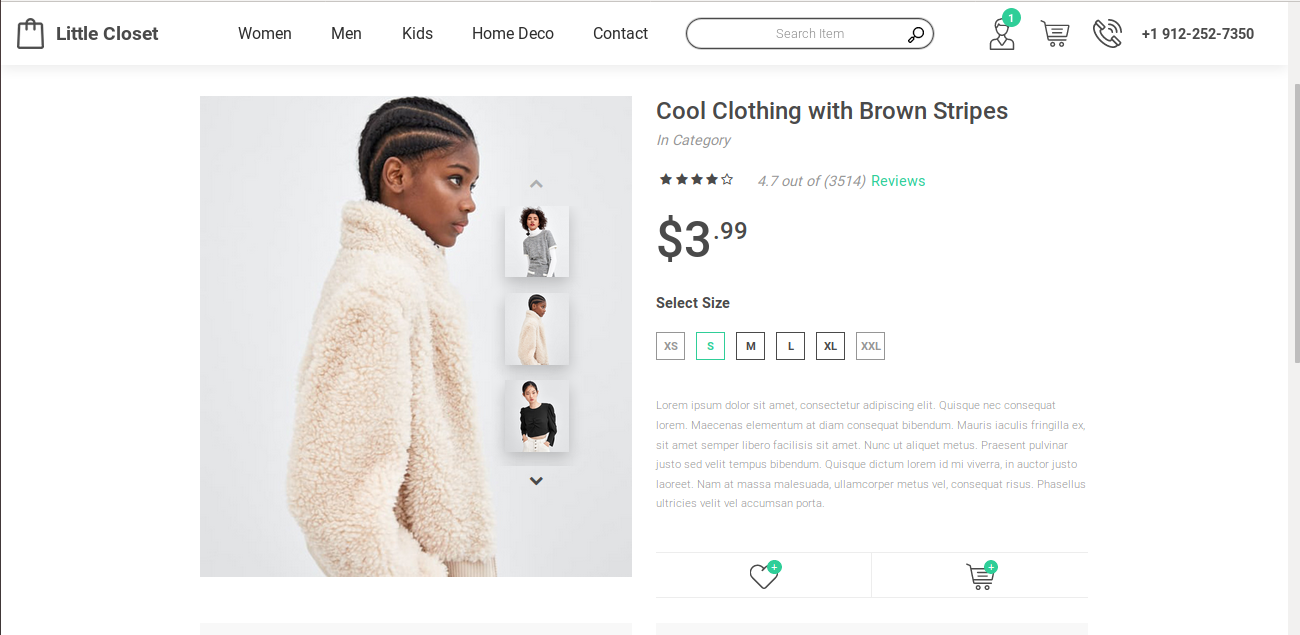 Little Closet
Women
Men
Kids
Home Deco
Contact
Search Item
1
+1 912-252-7350
Cool Clothing with Brown Stripes
In Category
4.7 out of (3514) Reviews
$3.99
Select Size
XS S M L XL XXL
Lorem ipsum dolor sit amet, consectetur adipiscing elit. Quisque nec consequat
lorem. Maecenas elementum at diam consequat bibendum. Mauris iaculis fringilla ex,
sit amet semper libero facilisis sit amet. Nunc ut aliquet metus. Praesent pulvinar
justo sed velit tempus bibendum. Quisque dictum lorem id mi viverra, in auctor justo
laoreet. Nam at massa malesuada, ullamcorper metus vel, consequat risus. Phasellus
ultricies velit vel accumsan porta.
+
+